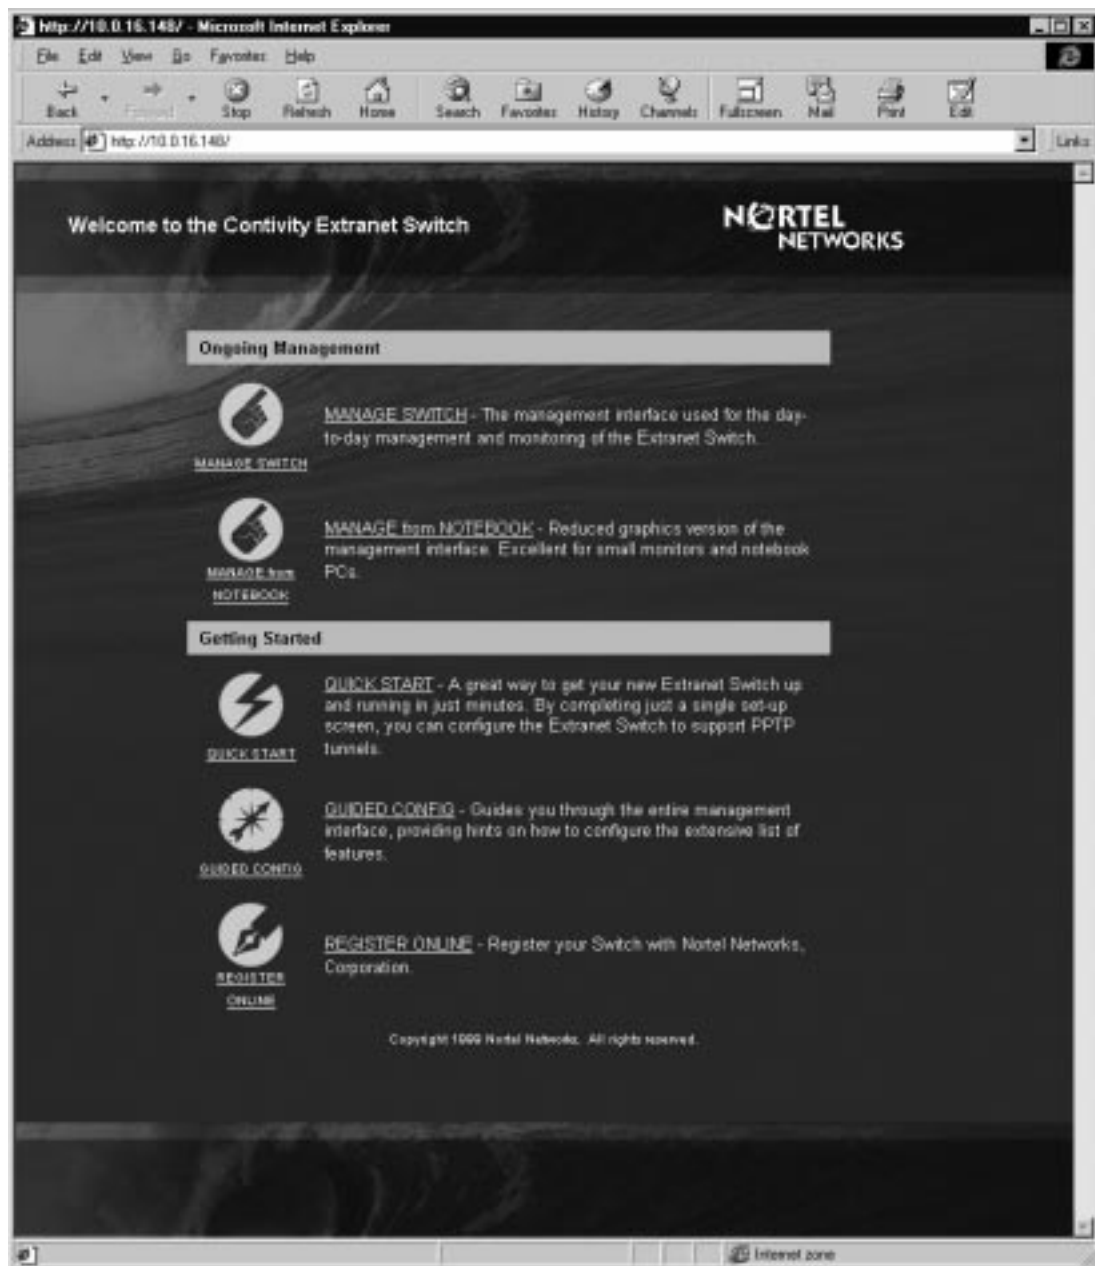 http://10.0.16.148/ - Microsoft Internet Explorer
File Edit View Go Favorites Help
Back Forward Stop Refresh Home Search Favorites History Channels Fullscreen Mail Print Edit
Address http://10.0.16.148/ Links
Welcome to the Contivity Extranet Switch
NORTEL
NETWORKS
Ongoing Management
MANAGE SWITCH - The management interface used for the day-
to-day management and monitoring of the Extranet Switch.
MANAGE SWITCH
MANAGE from NOTEBOOK - Reduced graphics version of the
management interface. Excellent for small monitors and notebook
PCs.
MANAGE from
NOTEBOOK
Getting Started
QUICK START - A great way to get your new Extranet Switch up
and running in just minutes. By completing just a single set-up
screen, you can configure the Extranet Switch to support PPTP
tunnels.
QUICK START
GUIDED CONFIG - Guides you through the entire management
interface, providing hints on how to configure the extensive list of
features.
GUIDED CONFIG
REGISTER ONLINE - Register your Switch with Nortel Networks,
Corporation.
REGISTER
ONLINE
Copyright 1999 Nortel Networks. All rights reserved.
Internet zone